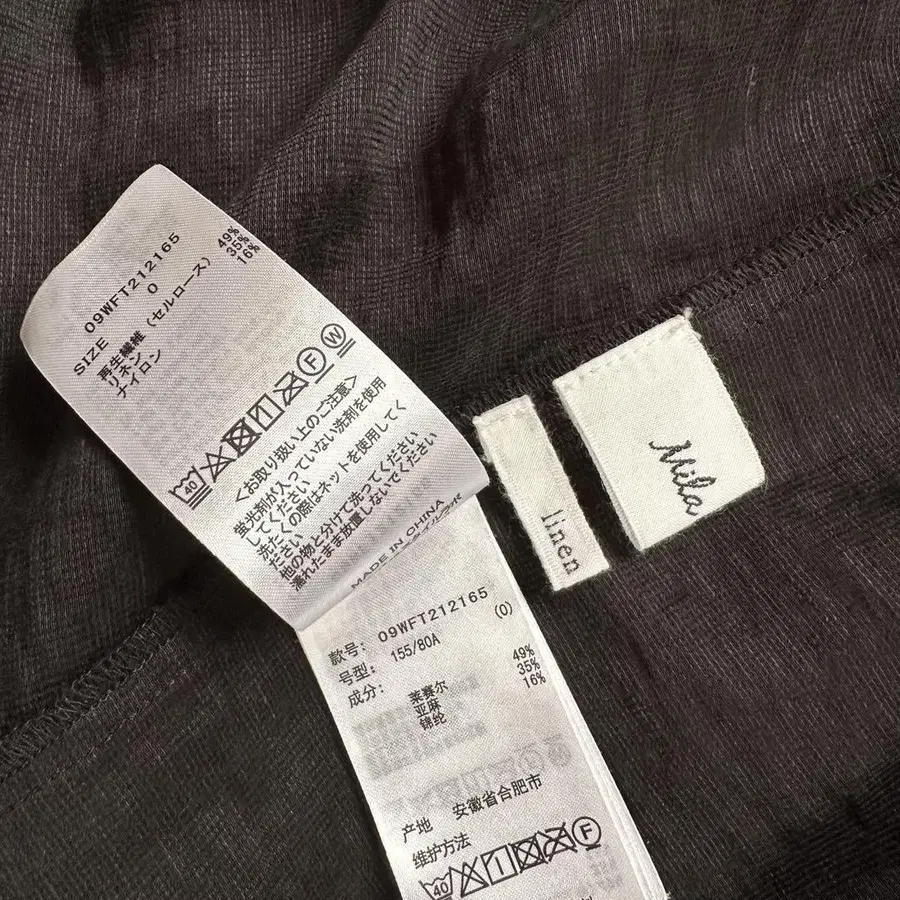 09WFT212165
SIZE 0
再生繊維(セルロース) 49%
リネン 35%
ナイロン 16%
40 F W
<お取り扱い上のご注意>
蛍光剤が入っていない洗剤を使用
してください
洗たくの際はネットを使用してく
ださい
他の物と分けて洗ってください
濡れたまま放置しないでください
MADE IN CHINA
款号: 09WFT212165
号型: 155/80A (0)
成分: 莱赛尔 49%
亚麻 35%
锦纶 16%
产地 安徽省合肥市
维护方法
40 F
linen
Mila